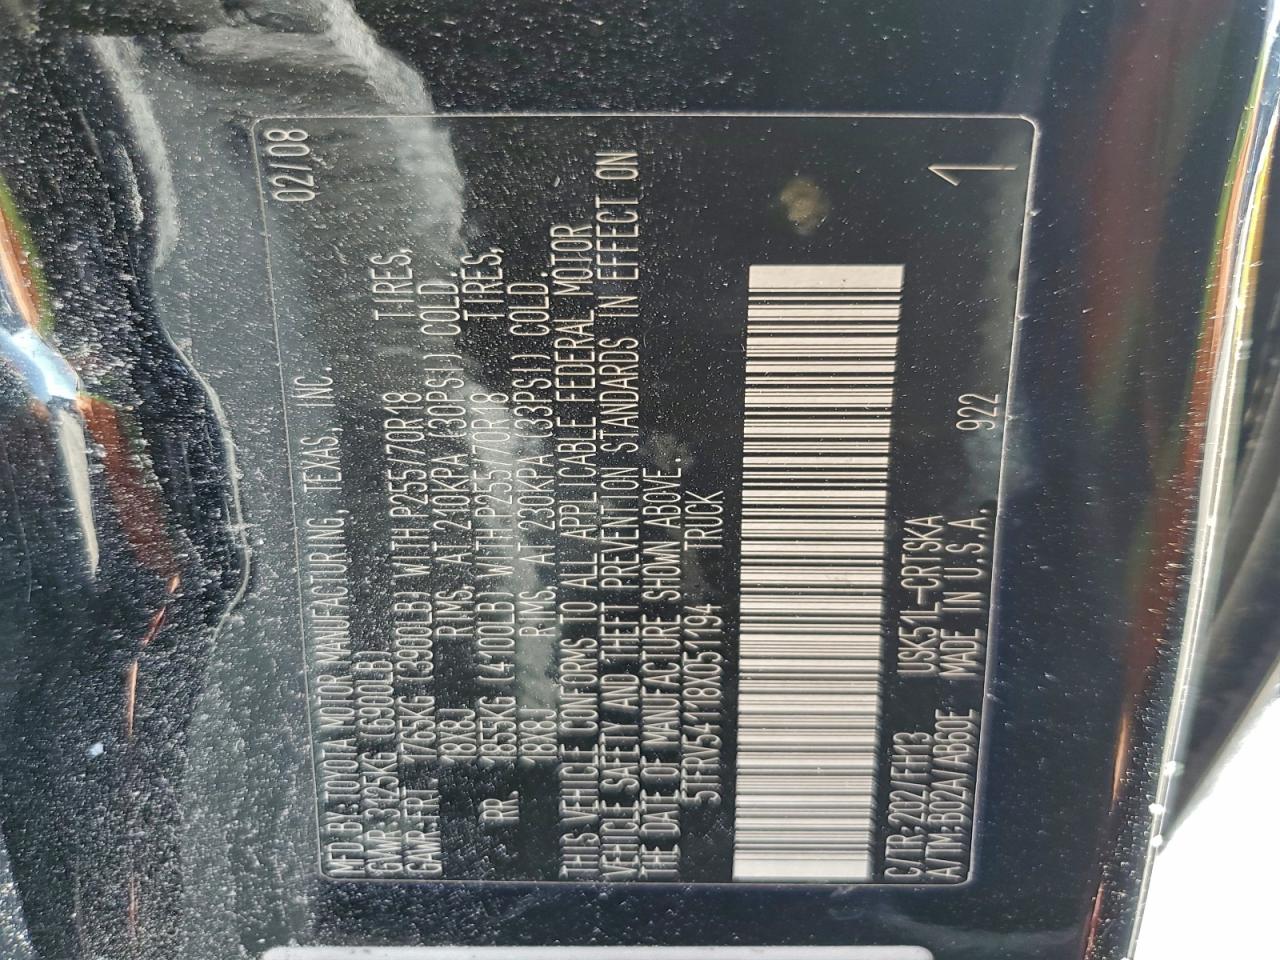 MFD.BY:TOYOTA MOTOR MANUFACTURING, TEXAS, INC. 02/08
GVWR:3125KG (6900LB)
GAWR:FRT. 1765KG (3900LB) WITH P255/70R18 TIRES,
18X8J RIMS, AT 210KPA (30PSI) COLD.
RR. 1855KG (4100LB) WITH P255/70R18 TIRES,
18X8J RIMS, AT 230KPA (33PSI) COLD.
THIS VEHICLE CONFORMS TO ALL APPLICABLE FEDERAL MOTOR
VEHICLE SAFETY AND THEFT PREVENTION STANDARDS IN EFFECT ON
THE DATE OF MANUFACTURE SHOWN ABOVE.
5TFRV54118X051194 TRUCK
C/TR:202/FH13 USK51L-CRTSKA
A/TM:B02A/AB60E MADE IN U.S.A. 922 1